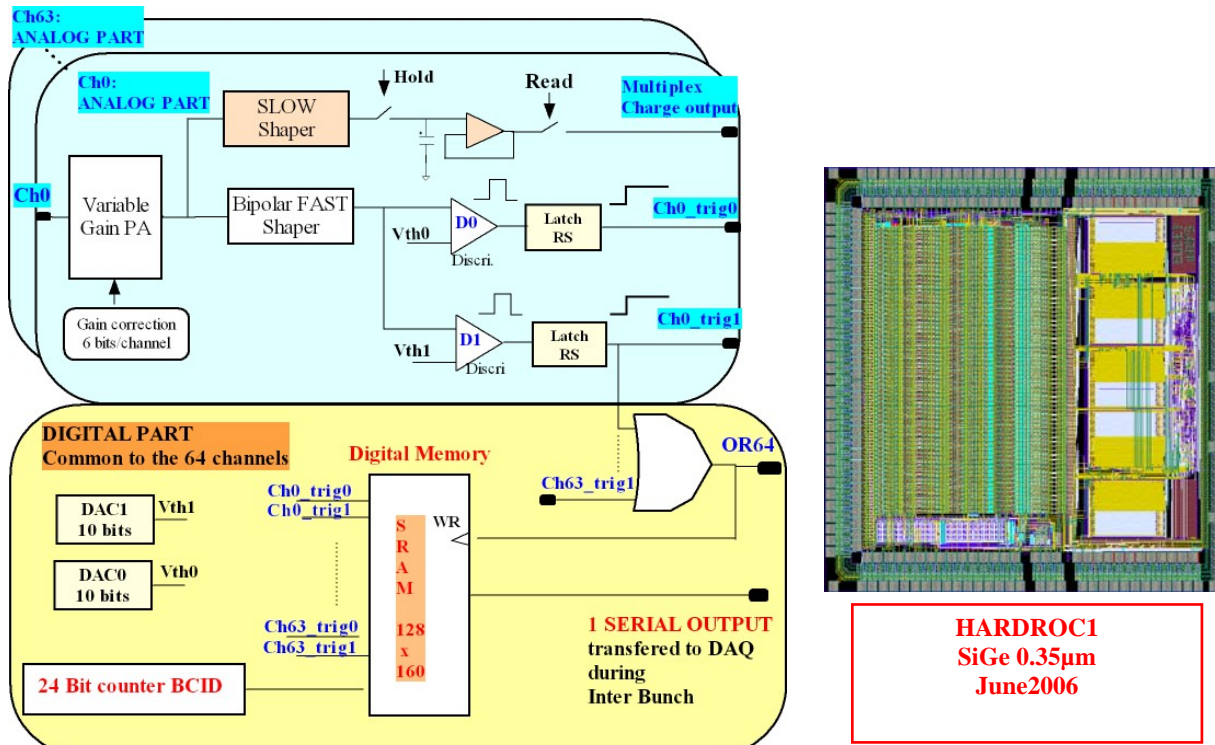 Ch63:
ANALOG PART
Ch0:
ANALOG PART
Hold
Read
Multiplex
Charge output
SLOW
Shaper
Ch0
Variable
Gain PA
Bipolar FAST
Shaper
D0
Vth0
Discri.
Latch
RS
Ch0_trig0
Gain correction
6 bits/channel
D1
Vth1
Discri
Latch
RS
Ch0_trig1
DIGITAL PART
Common to the 64 channels
Digital Memory
OR64
Ch63_trig1
Ch0_trig0
Ch0_trig1
DAC1
10 bits
Vth1
DAC0
10 bits
Vth0
WR
S
R
A
M
128
x
160
Ch63_trig0
Ch63_trig1
24 Bit counter BCID
1 SERIAL OUTPUT
transfered to DAQ
during
Inter Bunch
HARDROC1
SiGe 0.35µm
June2006